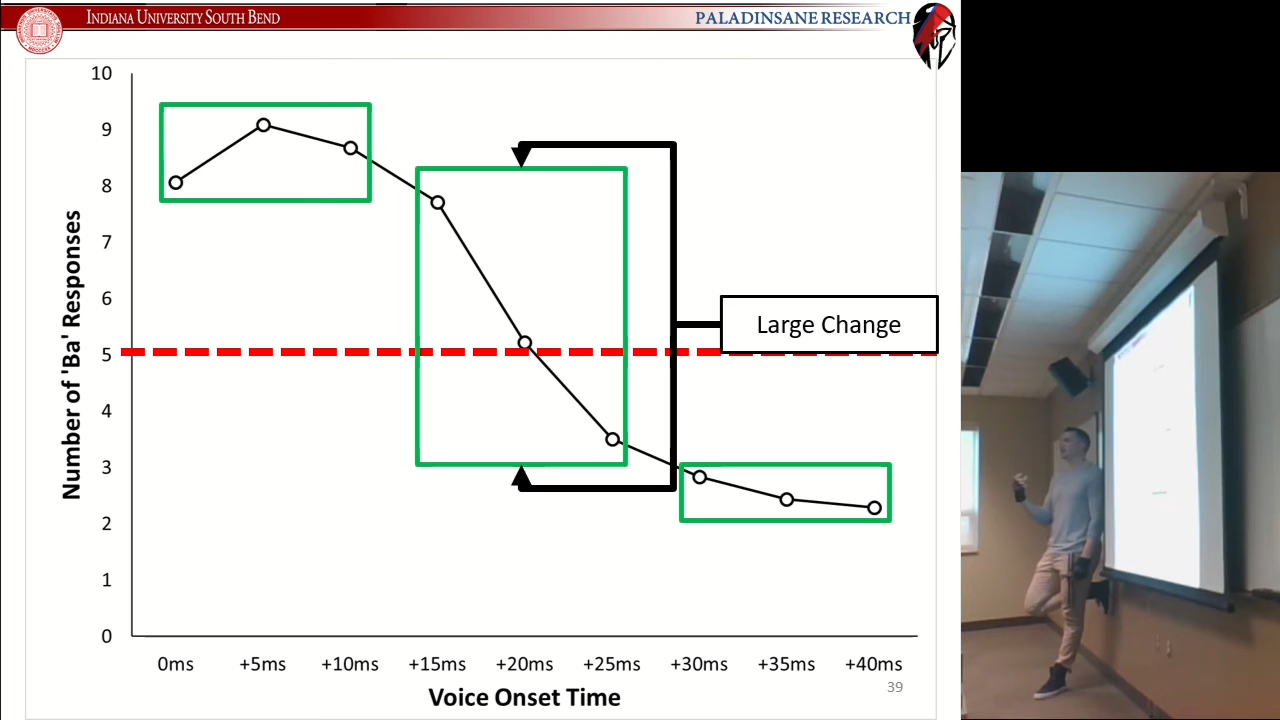 INDIANA UNIVERSITY SOUTH BEND
PALADINSANE RESEARCH
10
9
8
7
6
5
4
3
2
1
0
Number of 'Ba' Responses
Large Change
0ms +5ms +10ms +15ms +20ms +25ms +30ms +35ms +40ms
Voice Onset Time
39